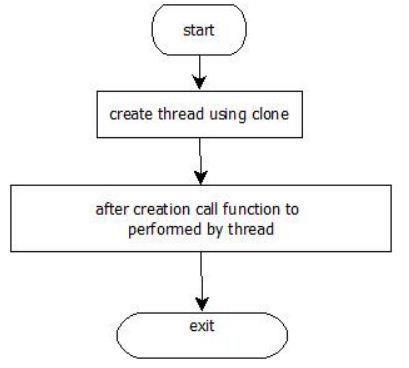 start
create thread using clone
after creation call function to
performed by thread
exit